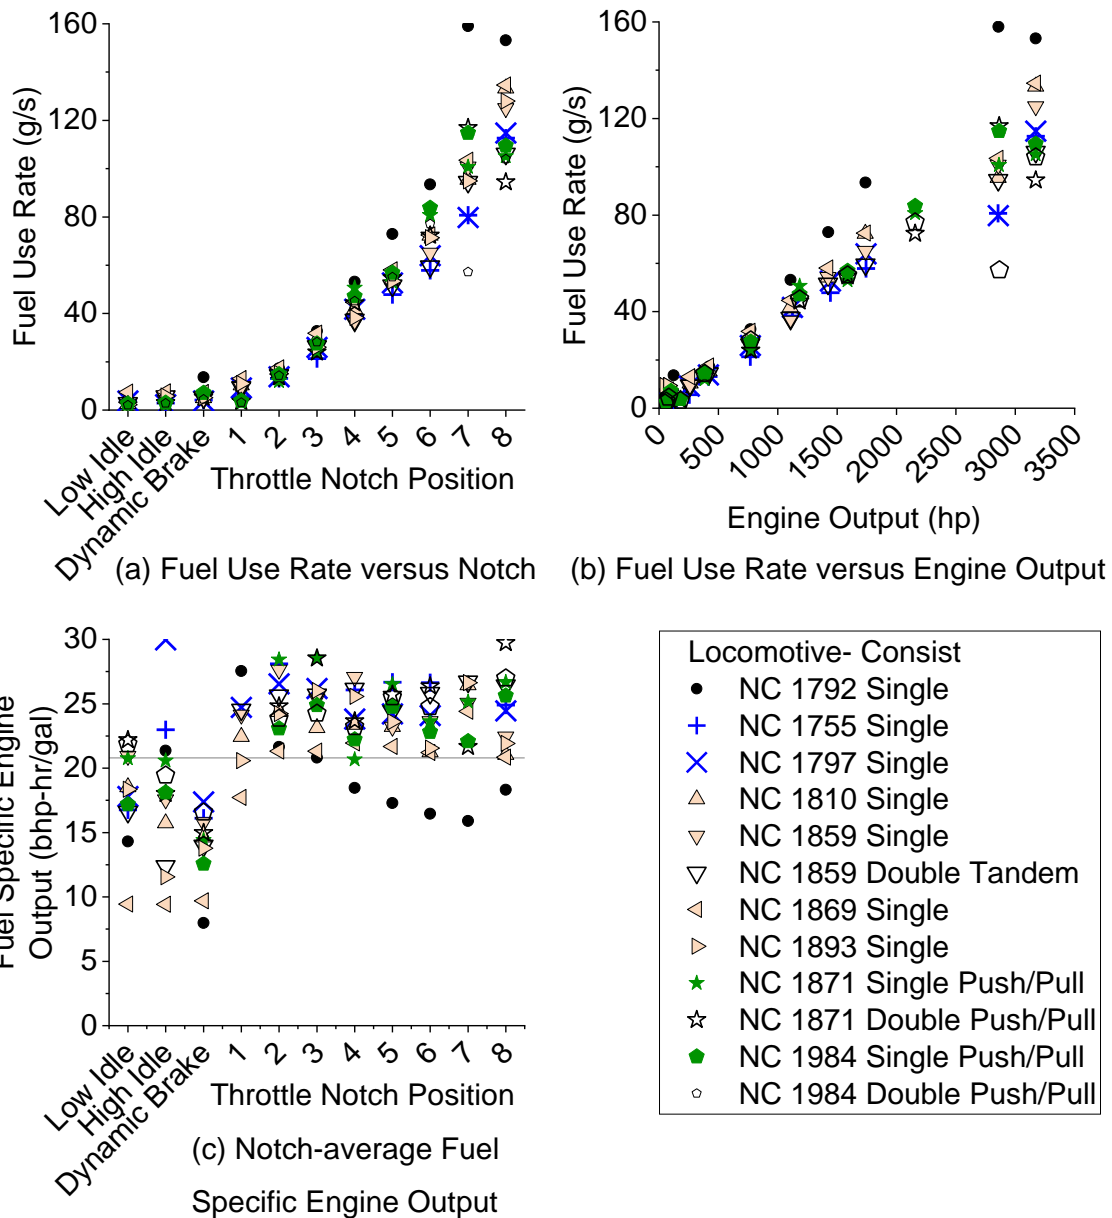 160
120
80
40
0
Fuel Use Rate (g/s)
Low Idle
High Idle
Dynamic Brake
1
2
3
4
5
6
7
8
Throttle Notch Position
(a) Fuel Use Rate versus Notch
160
120
80
40
0
Fuel Use Rate (g/s)
0
500
1000
1500
2000
2500
3000
3500
Engine Output (hp)
(b) Fuel Use Rate versus Engine Output
30
25
20
15
10
5
0
Fuel Specific Engine
Output (bhp-hr/gal)
Low Idle
High Idle
Dynamic Brake
1
2
3
4
5
6
7
8
Throttle Notch Position
(c) Notch-average Fuel
Specific Engine Output
Locomotive- Consist
NC 1792 Single
NC 1755 Single
NC 1797 Single
NC 1810 Single
NC 1859 Single
NC 1859 Double Tandem
NC 1869 Single
NC 1893 Single
NC 1871 Single Push/Pull
NC 1871 Double Push/Pull
NC 1984 Single Push/Pull
NC 1984 Double Push/Pull